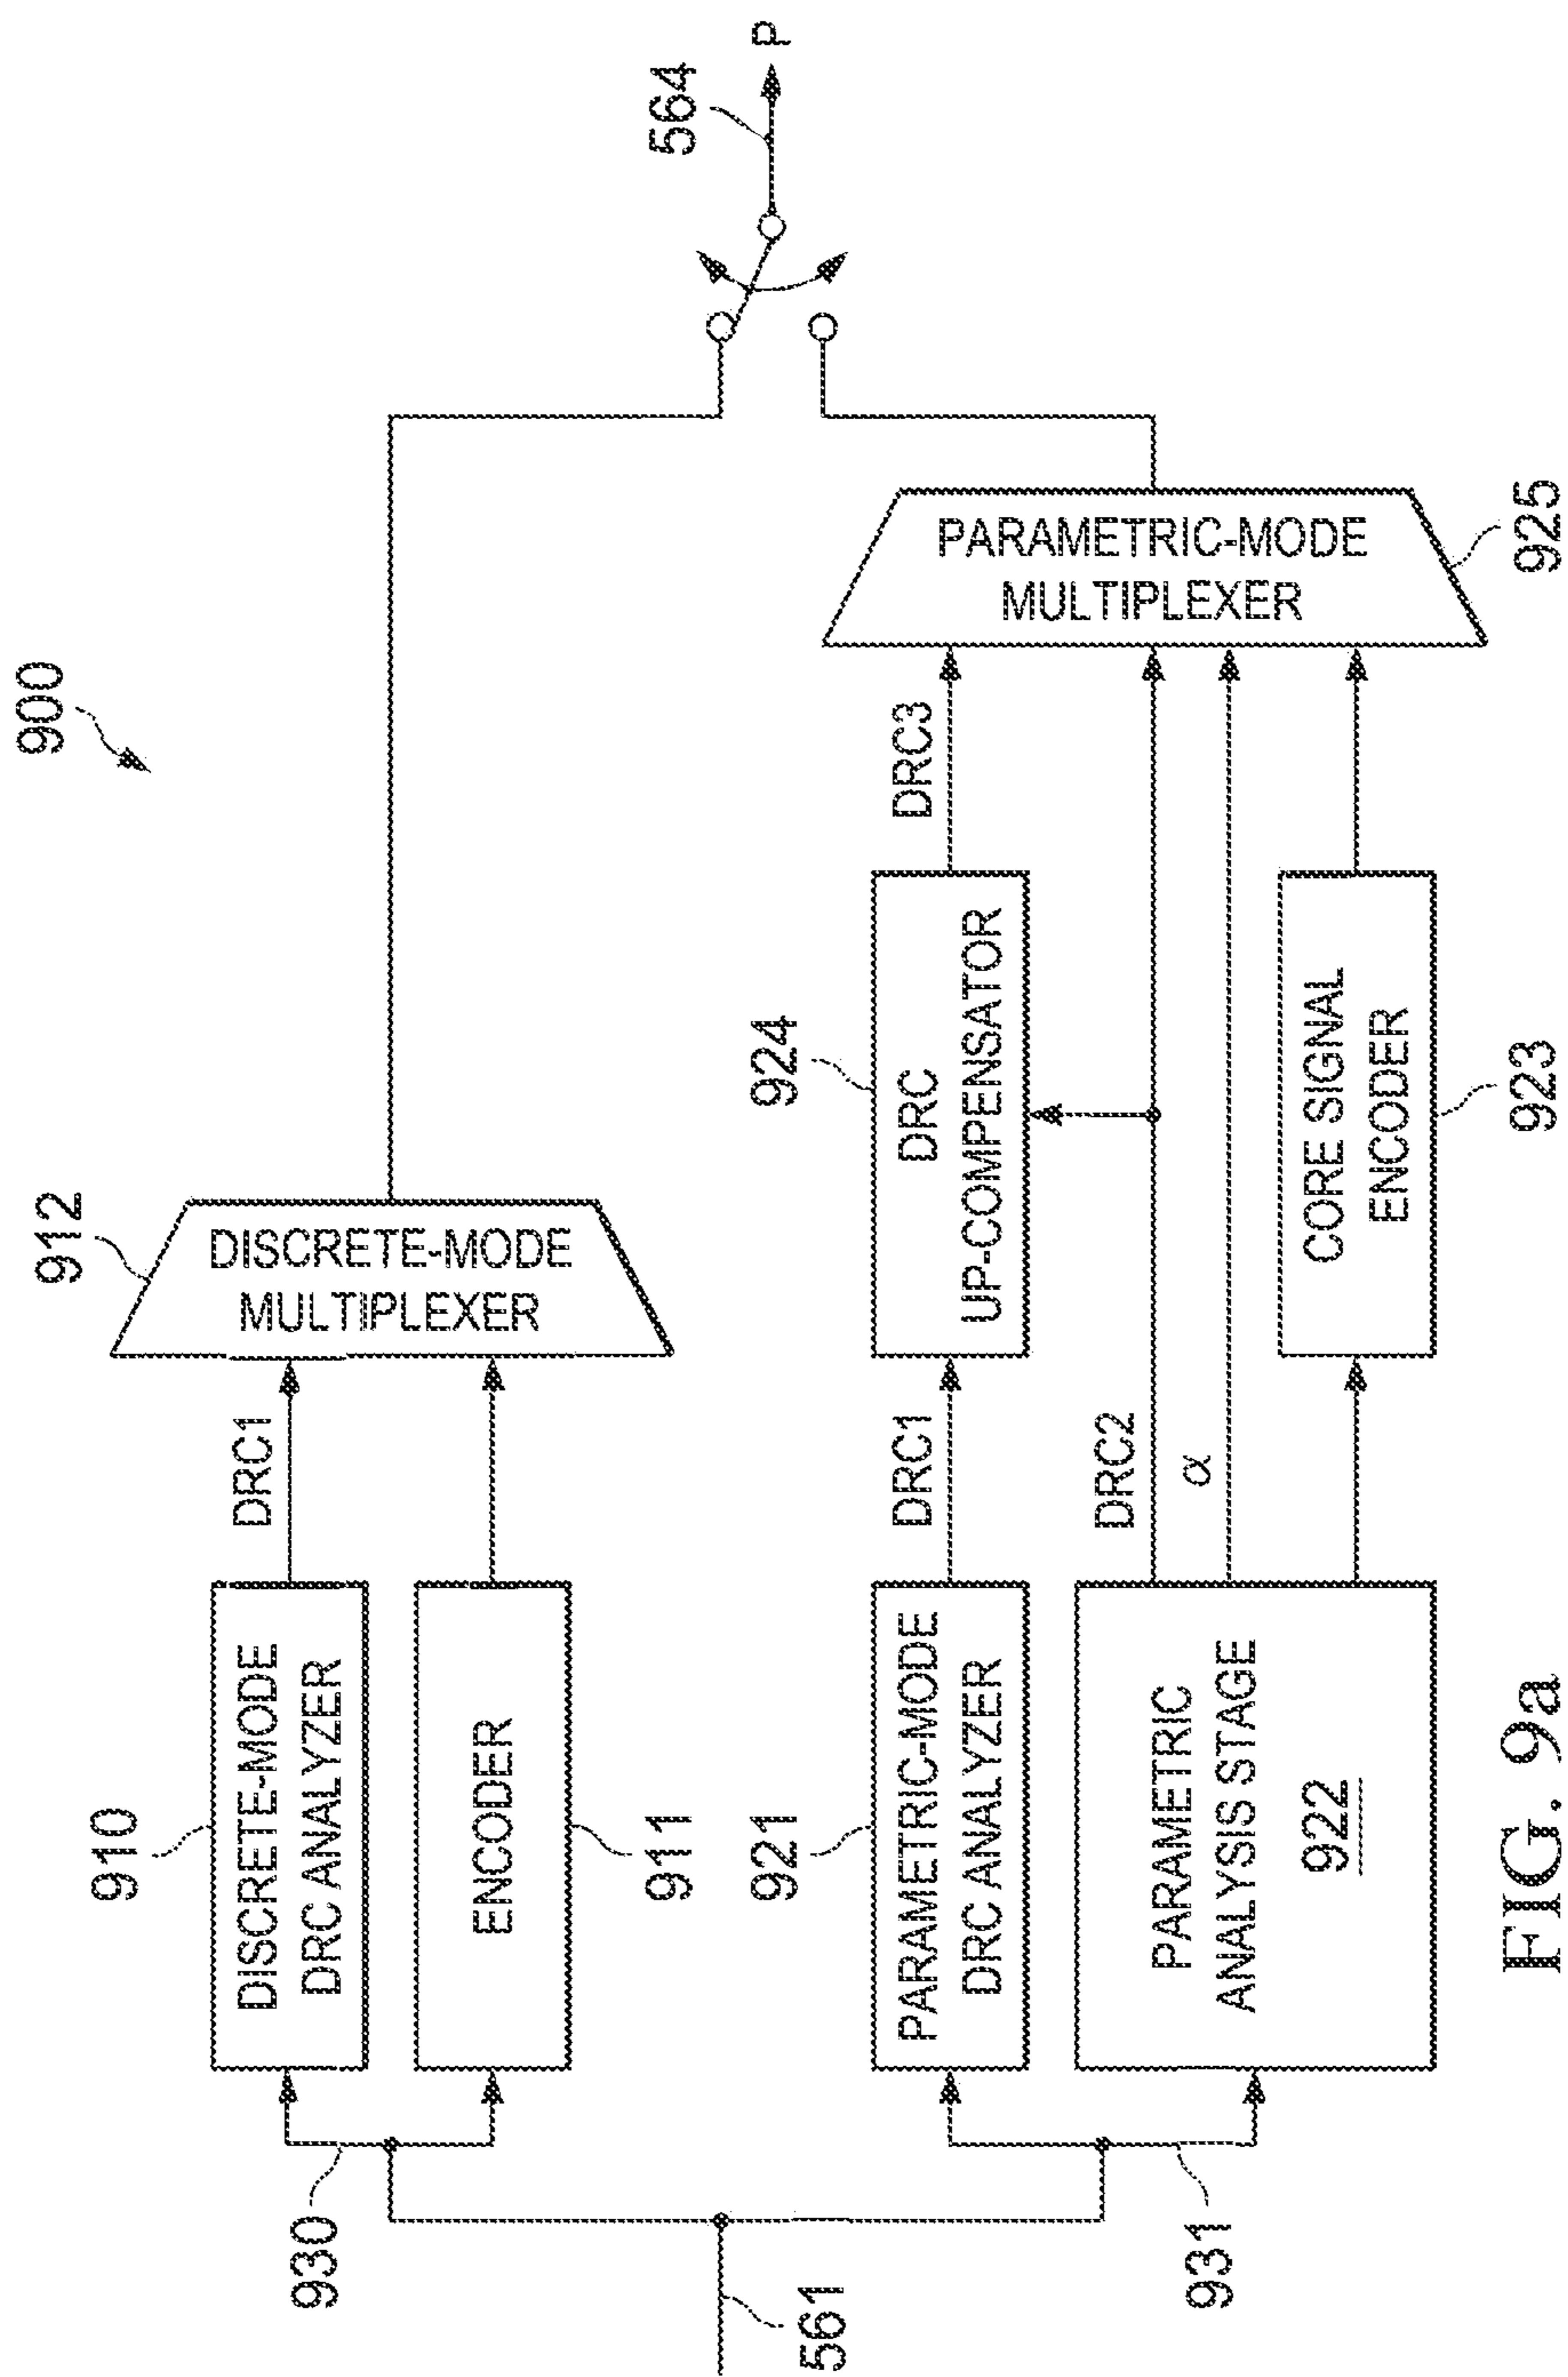 900
910
DISCRETE-MODE
DRC ANALYZER
DRC1
912
DISCRETE-MODE
MULTIPLEXER
930
ENCODER
911
561
564
P
921
PARAMETRIC-MODE
DRC ANALYZER
DRC1
924
DRC
UP-COMPENSATOR
DRC3
PARAMETRIC-MODE
MULTIPLEXER
925
931
PARAMETRIC
ANALYSIS STAGE
922
DRC2
α
CORE SIGNAL
ENCODER
923
FIG. 9a